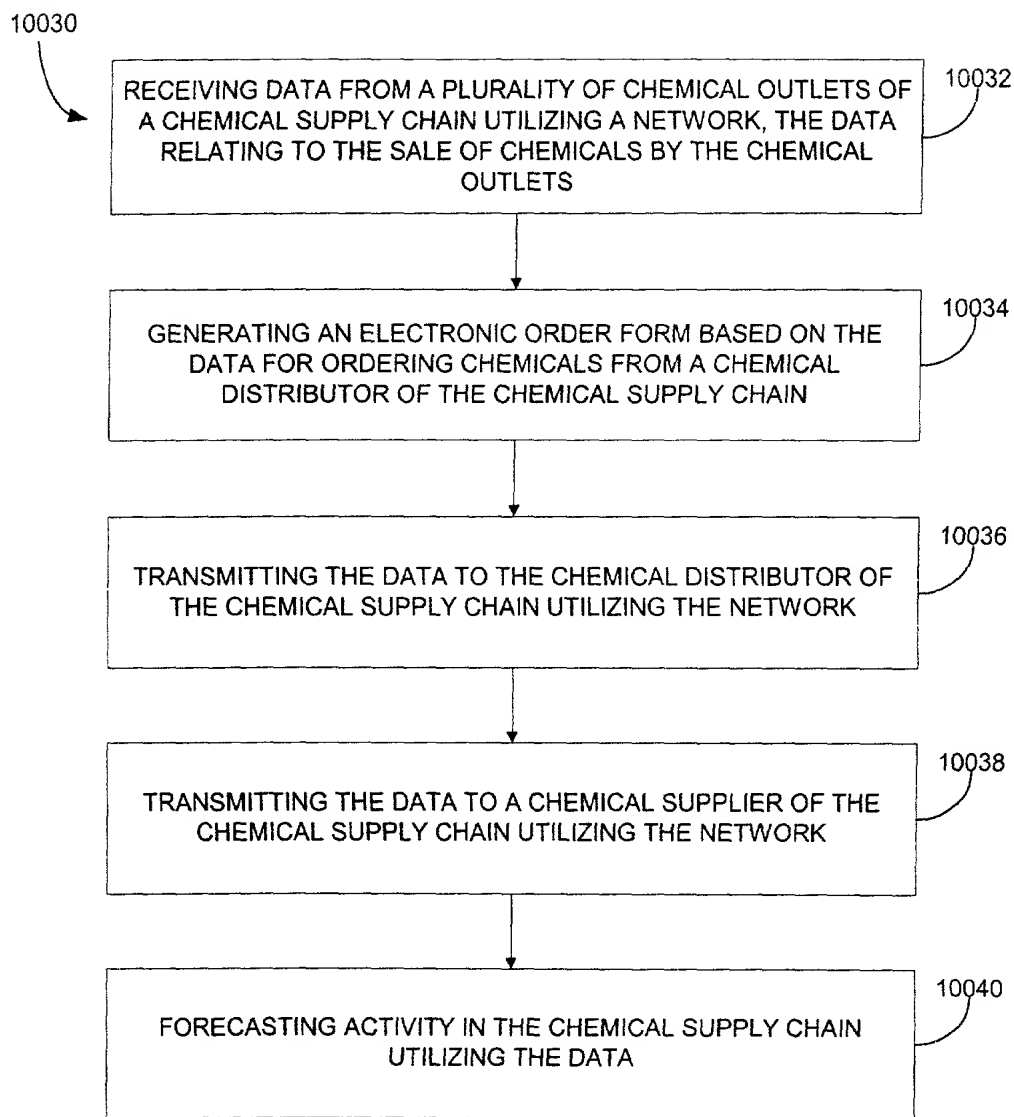 10030
RECEIVING DATA FROM A PLURALITY OF CHEMICAL OUTLETS OF
A CHEMICAL SUPPLY CHAIN UTILIZING A NETWORK, THE DATA
RELATING TO THE SALE OF CHEMICALS BY THE CHEMICAL
OUTLETS
10032
GENERATING AN ELECTRONIC ORDER FORM BASED ON THE
DATA FOR ORDERING CHEMICALS FROM A CHEMICAL
DISTRIBUTOR OF THE CHEMICAL SUPPLY CHAIN
10034
TRANSMITTING THE DATA TO THE CHEMICAL DISTRIBUTOR OF
THE CHEMICAL SUPPLY CHAIN UTILIZING THE NETWORK
10036
TRANSMITTING THE DATA TO A CHEMICAL SUPPLIER OF THE
CHEMICAL SUPPLY CHAIN UTILIZING THE NETWORK
10038
FORECASTING ACTIVITY IN THE CHEMICAL SUPPLY CHAIN
UTILIZING THE DATA
10040